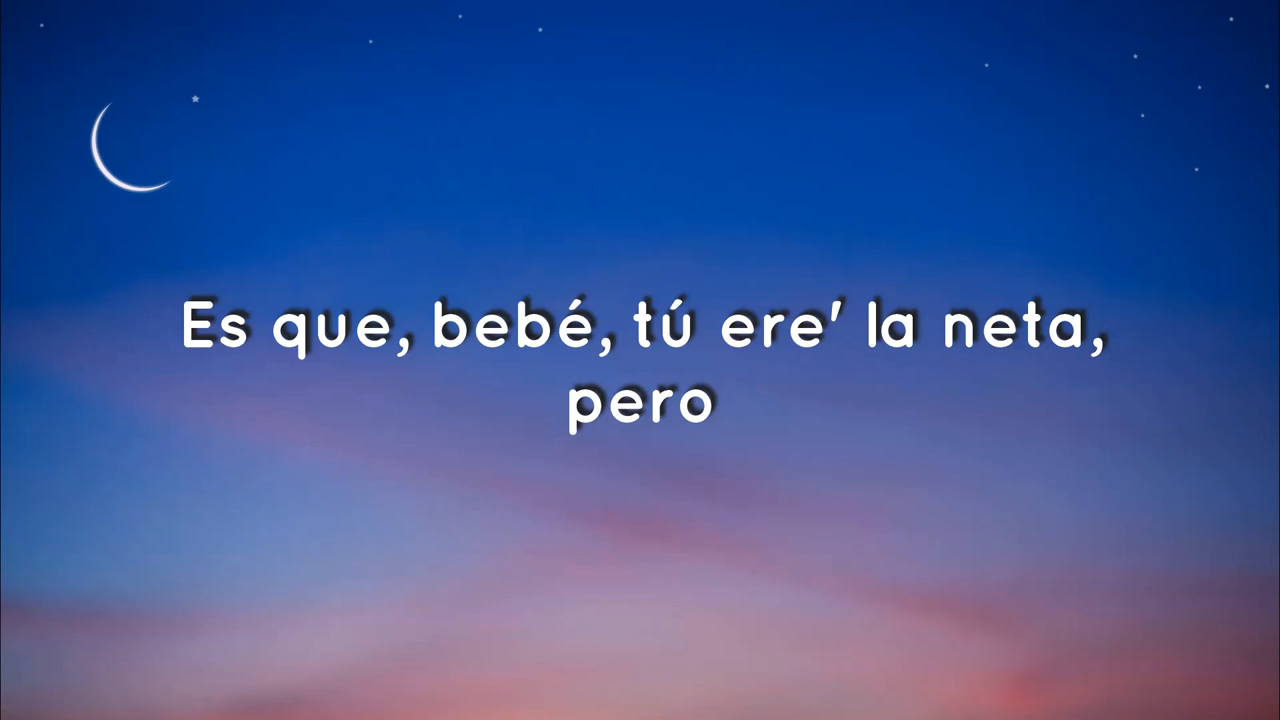 Es que, bebé, tú ere' la neta,
pero